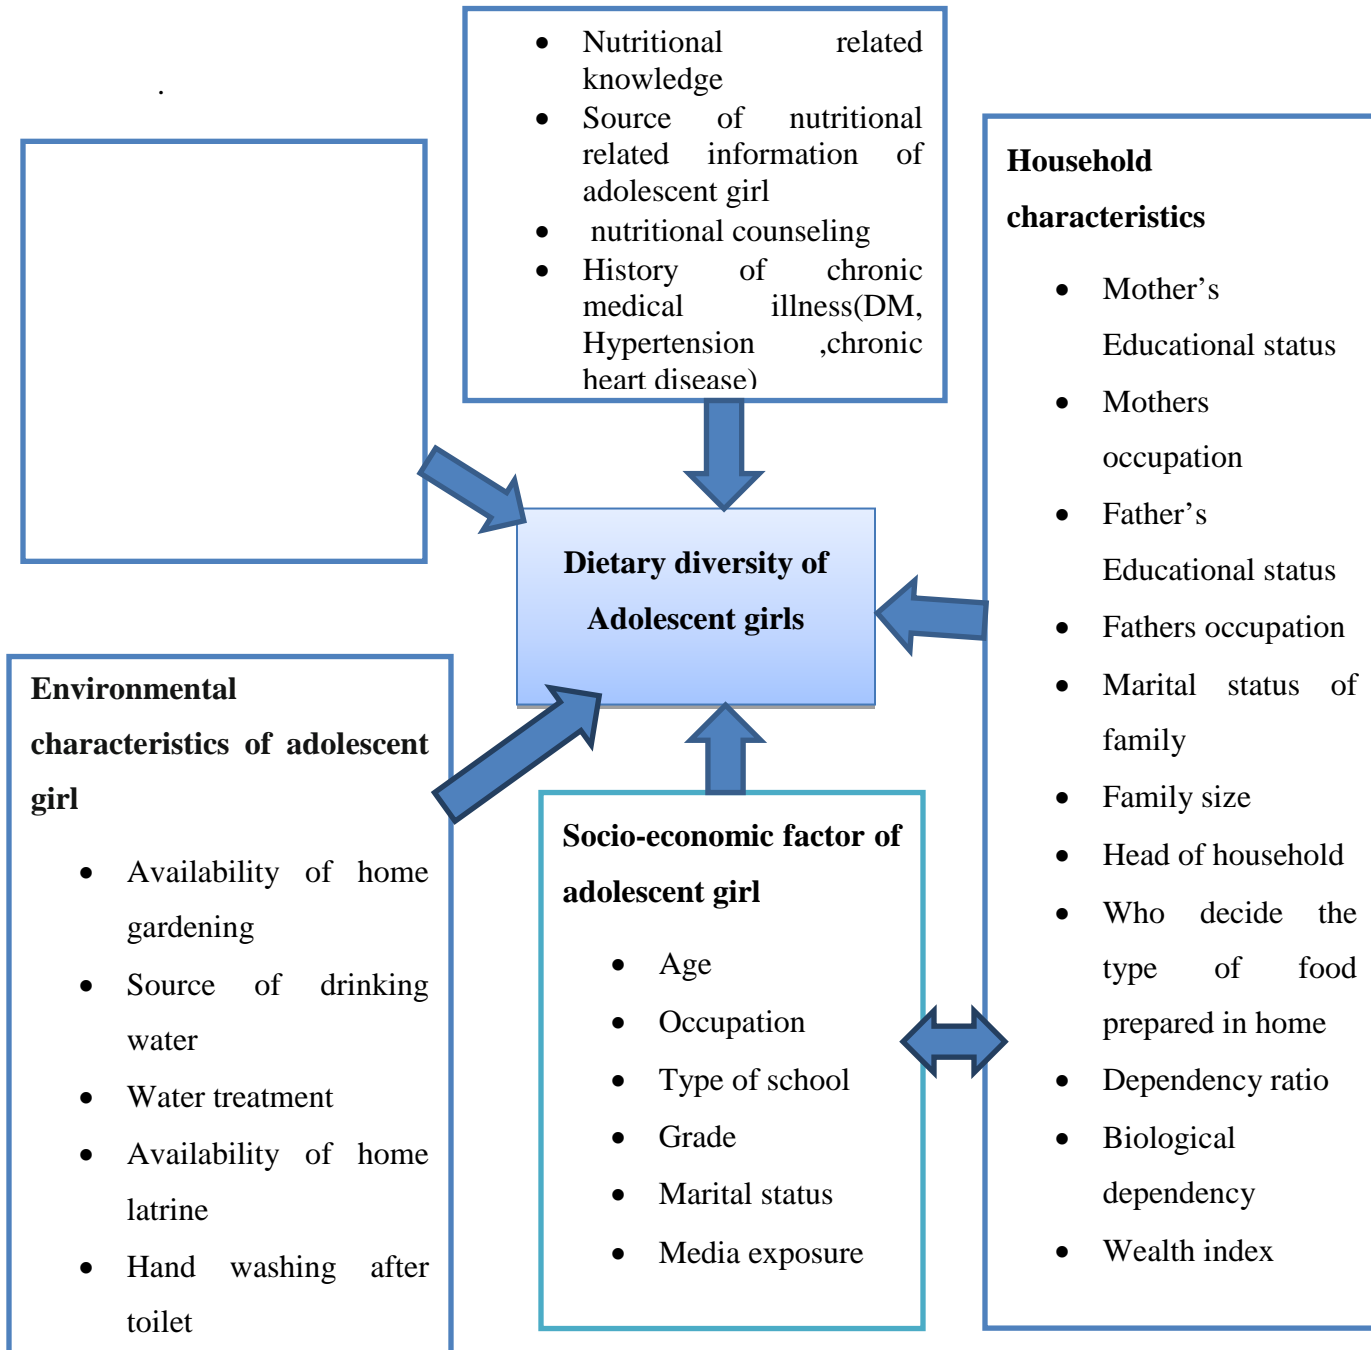 .
• Nutritional related
knowledge
• Source of nutritional
related information of
adolescent girl
• nutritional counseling
• History of chronic
medical illness(DM,
Hypertension ,chronic
heart disease)
Household
characteristics
• Mother’s
Educational status
• Mothers
occupation
• Father’s
Educational status
• Fathers occupation
• Marital status of
family
• Family size
• Head of household
• Who decide the
type of food
prepared in home
• Dependency ratio
• Biological
dependency
• Wealth index
Dietary diversity of
Adolescent girls
Environmental
characteristics of adolescent
girl
• Availability of home
gardening
• Source of drinking
water
• Water treatment
• Availability of home
latrine
• Hand washing after
toilet
Socio-economic factor of
adolescent girl
• Age
• Occupation
• Type of school
• Grade
• Marital status
• Media exposure